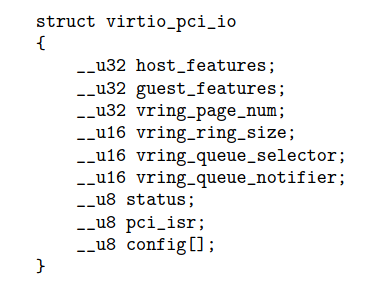 struct virtio_pci_io
{
    __u32 host_features;
    __u32 guest_features;
    __u32 vring_page_num;
    __u16 vring_ring_size;
    __u16 vring_queue_selector;
    __u16 vring_queue_notifier;
    __u8 status;
    __u8 pci_isr;
    __u8 config[];
}